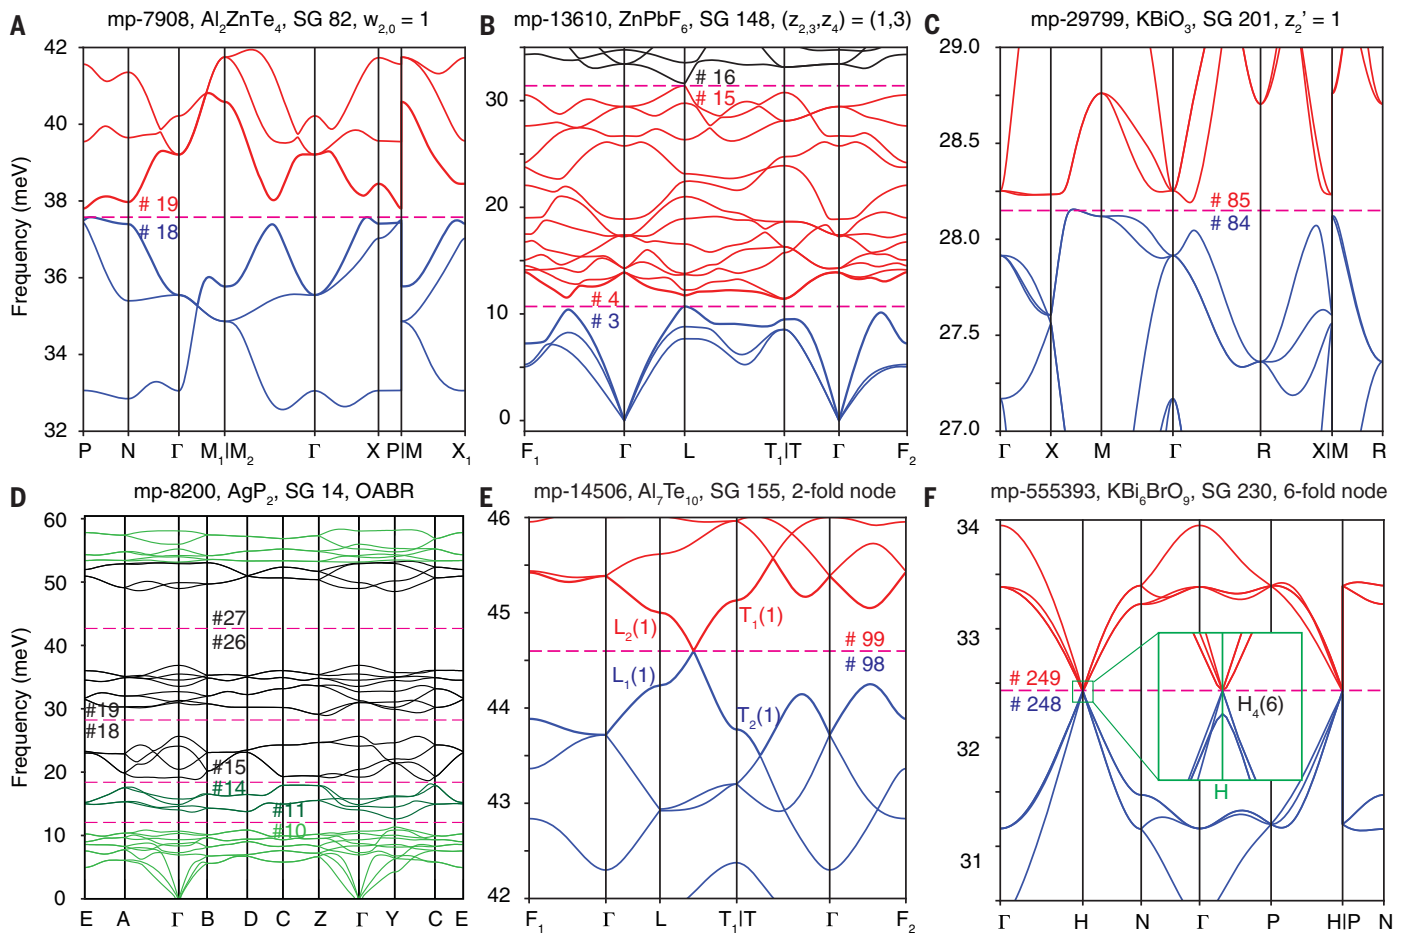 A
mp-7908, Al₂ZnTe₄, SG 82, w₂,₀ = 1
Frequency (meV)
42
40
38
36
34
32
# 19
# 18
P N Γ M₁|M₂ Γ X P|M X₁
B
mp-13610, ZnPbF₆, SG 148, (z₂,₃,z₄) = (1,3)
30
20
10
0
# 16
# 15
# 4
# 3
F₁ Γ L T₁|T Γ F₂
C
mp-29799, KBiO₃, SG 201, z₂' = 1
29.0
28.5
28.0
27.5
27.0
# 85
# 84
Γ X M Γ R X|M R
D
mp-8200, AgP₂, SG 14, OABR
Frequency (meV)
60
50
40
30
20
10
0
#27
#26
#19
#18
#15
#14
#11
#10
E A Γ B D C Z Γ Y C E
E
mp-14506, Al₇Te₁₀, SG 155, 2-fold node
46
45
44
43
42
L₂(1)
T₁(1)
# 99
# 98
L₁(1)
T₂(1)
F₁ Γ L T₁|T Γ F₂
F
mp-555393, KBi₆BrO₉, SG 230, 6-fold node
34
33
32
31
# 249
# 248
H₄(6)
H
Γ H N Γ P H|P N